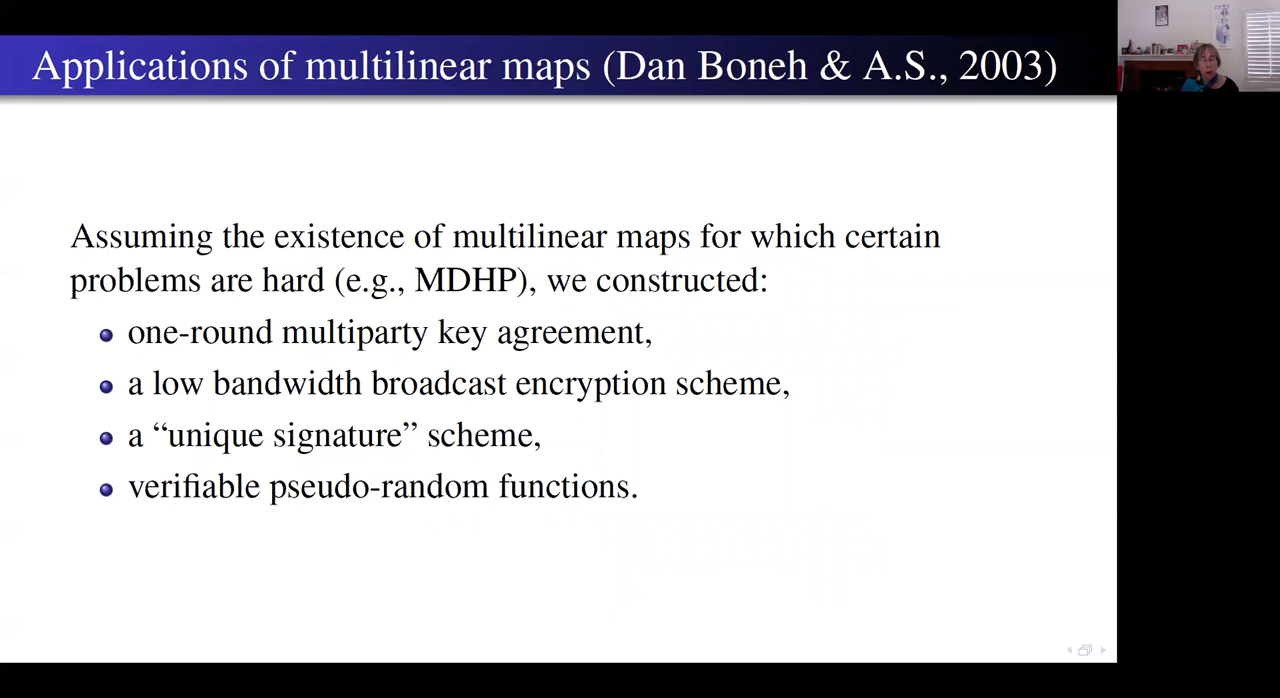 Applications of multilinear maps (Dan Boneh & A.S., 2003)
Assuming the existence of multilinear maps for which certain
problems are hard (e.g., MDHP), we constructed:
one-round multiparty key agreement,
a low bandwidth broadcast encryption scheme,
a “unique signature” scheme,
verifiable pseudo-random functions.